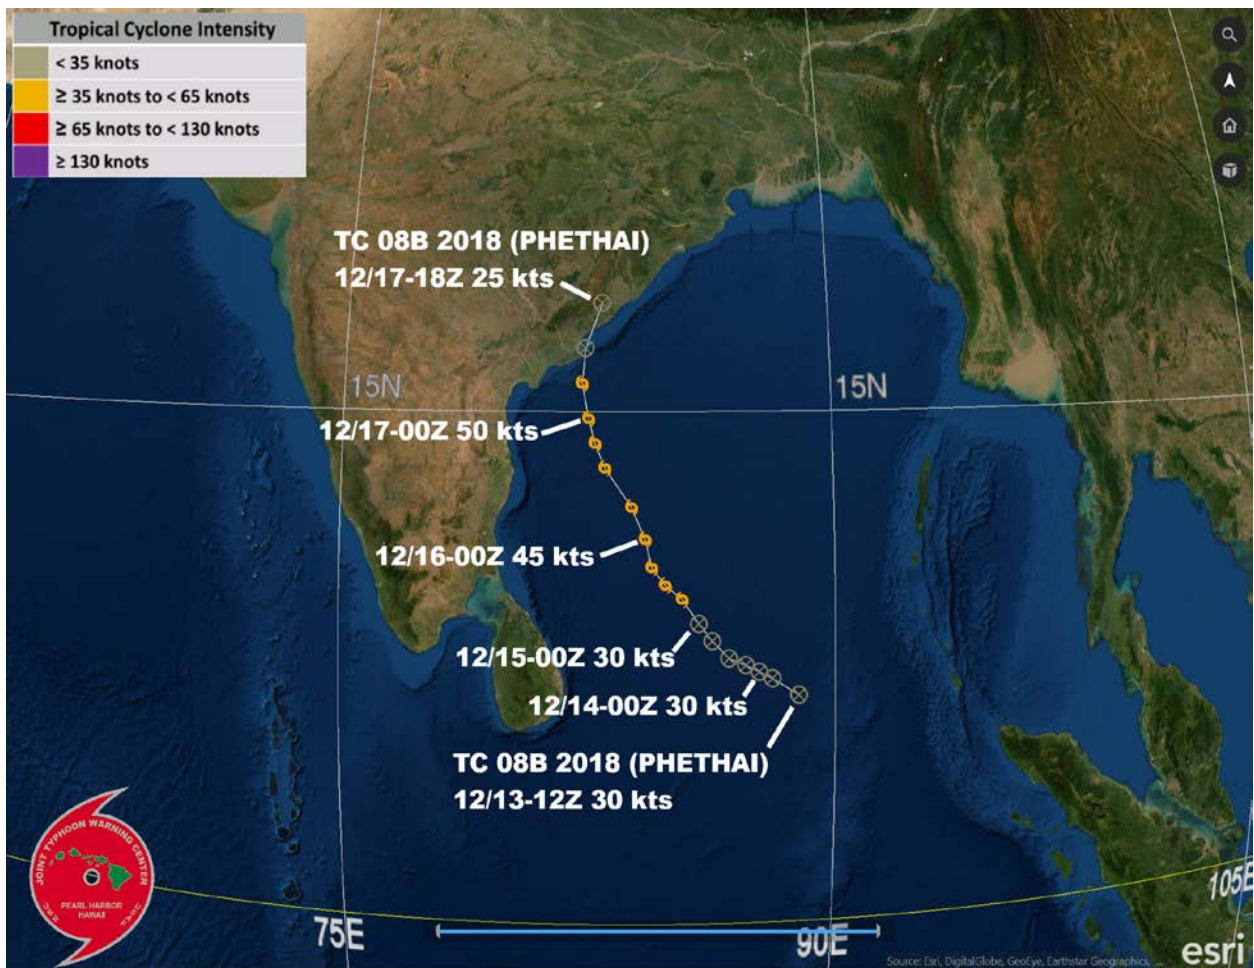 Tropical Cyclone Intensity
< 35 knots
≥ 35 knots to < 65 knots
≥ 65 knots to < 130 knots
≥ 130 knots
TC 08B 2018 (PHETHAI)
12/17-18Z 25 kts
15N
15N
12/17-00Z 50 kts
12/16-00Z 45 kts
12/15-00Z 30 kts
12/14-00Z 30 kts
TC 08B 2018 (PHETHAI)
12/13-12Z 30 kts
JOINT TYPHOON WARNING CENTER
PEARL HARBOR
HAWAII
105E
75E
90E
esri
Source: Esri, DigitalGlobe, GeoEye, Earthstar Geographics, ...